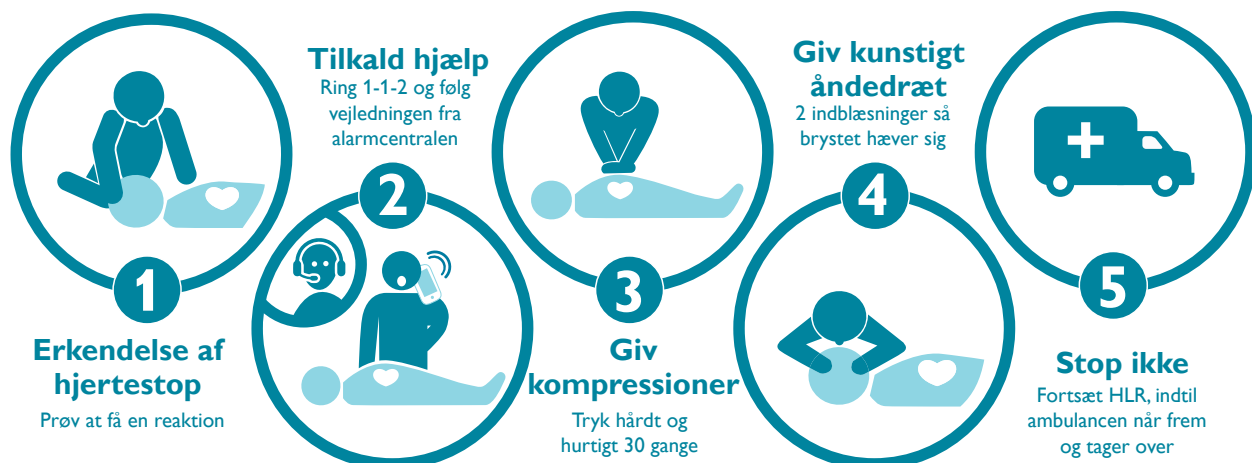 1
Erkendelse af
hjertestop
Prøv at få en reaktion
Tilkald hjælp
Ring 1-1-2 og følg
vejledningen fra
alarmcentralen
2
3
Giv
kompressioner
Tryk hårdt og
hurtigt 30 gange
Giv kunstigt
åndedræt
2 indblæsninger så
brystet hæver sig
4
5
Stop ikke
Fortsæt HLR, indtil
ambulancen når frem
og tager over